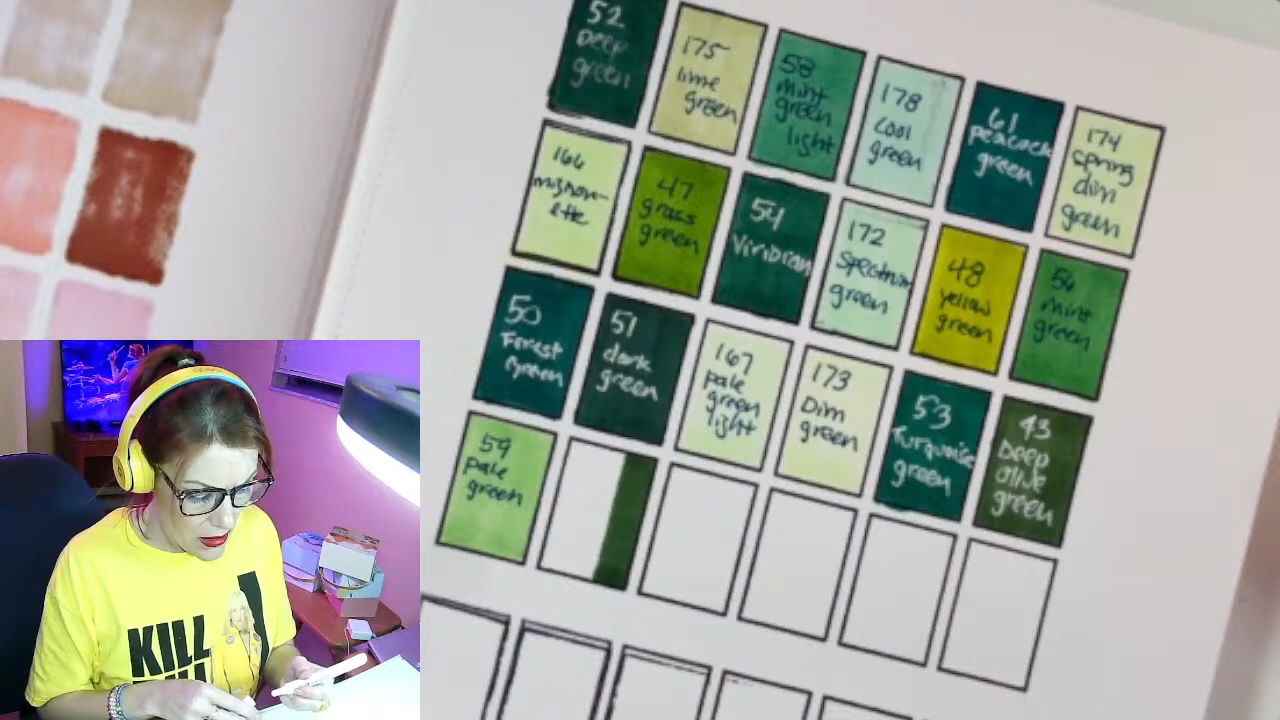 52
Deep
green
175
lime
green
58
mint
green
light
178
cool
green
61
peacock
green
174
spring
dim
green
166
mignon-
ette
47
grass
green
54
Viridian
172
Spectrum
green
48
yellow
green
56
mint
green
50
Forest
Green
51
dark
green
167
pale
green
light
173
Dim
green
53
Turquoise
green
43
Deep
olive
green
59
pale
green
KILL